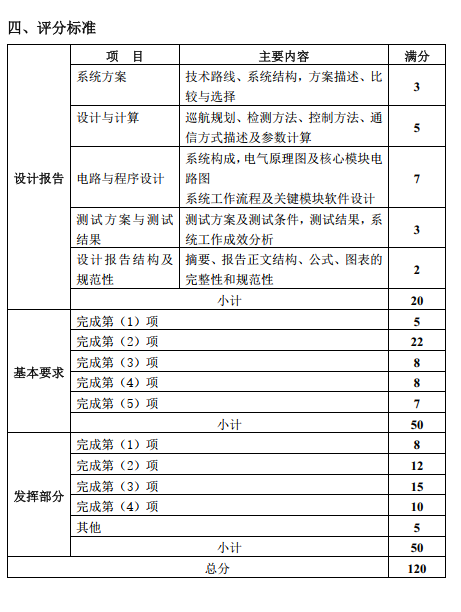 四、评分标准
项 目 主要内容 满分
设计报告
系统方案
技术路线、系统结构，方案描述、比
较与选择
3
设计与计算
巡航规划、检测方法、控制方法、通
信方式描述及参数计算
5
电路与程序设计
系统构成，电气原理图及核心模块电
路图
系统工作流程及关键模块软件设计
7
测试方案与测试
结果
测试方案及测试条件，测试结果，系
统工作成效分析
3
设计报告结构及
规范性
摘要、报告正文结构、公式、图表的
完整性和规范性
2
小计 20
基本要求
完成第（1）项 5
完成第（2）项 22
完成第（3）项 8
完成第（4）项 8
完成第（5）项 7
小计 50
发挥部分
完成第（1）项 8
完成第（2）项 12
完成第（3）项 15
完成第（4）项 10
其他 5
小计 50
总分 120